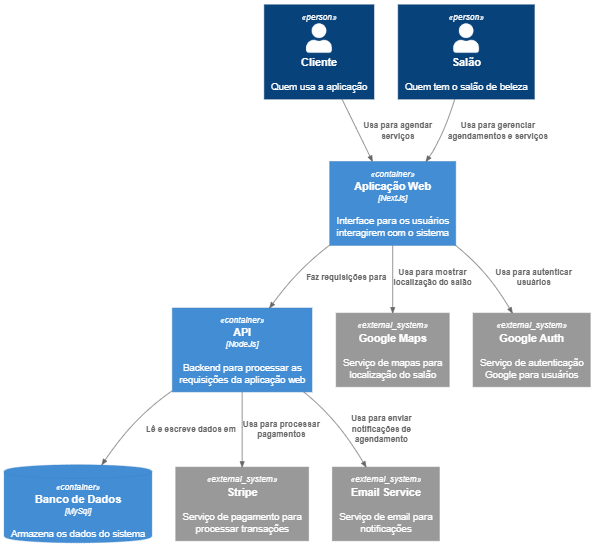 «person»
Cliente
Quem usa a aplicação
«person»
Salão
Quem tem o salão de beleza
Usa para agendar
serviços
Usa para gerenciar
agendamentos e serviços
«container»
Aplicação Web
[NextJs]
Interface para os usuários
interagirem com o sistema
Faz requisições para
Usa para mostrar
localização do salão
Usa para autenticar
usuários
«container»
API
[NodeJs]
Backend para processar as
requisições da aplicação web
«external_system»
Google Maps
Serviço de mapas para
localização do salão
«external_system»
Google Auth
Serviço de autenticação
Google para usuários
Lê e escreve dados em
Usa para processar
pagamentos
Usa para enviar
notificações de
agendamento
«container»
Banco de Dados
[MySql]
Armazena os dados do sistema
«external_system»
Stripe
Serviço de pagamento para
processar transações
«external_system»
Email Service
Serviço de email para
notificações